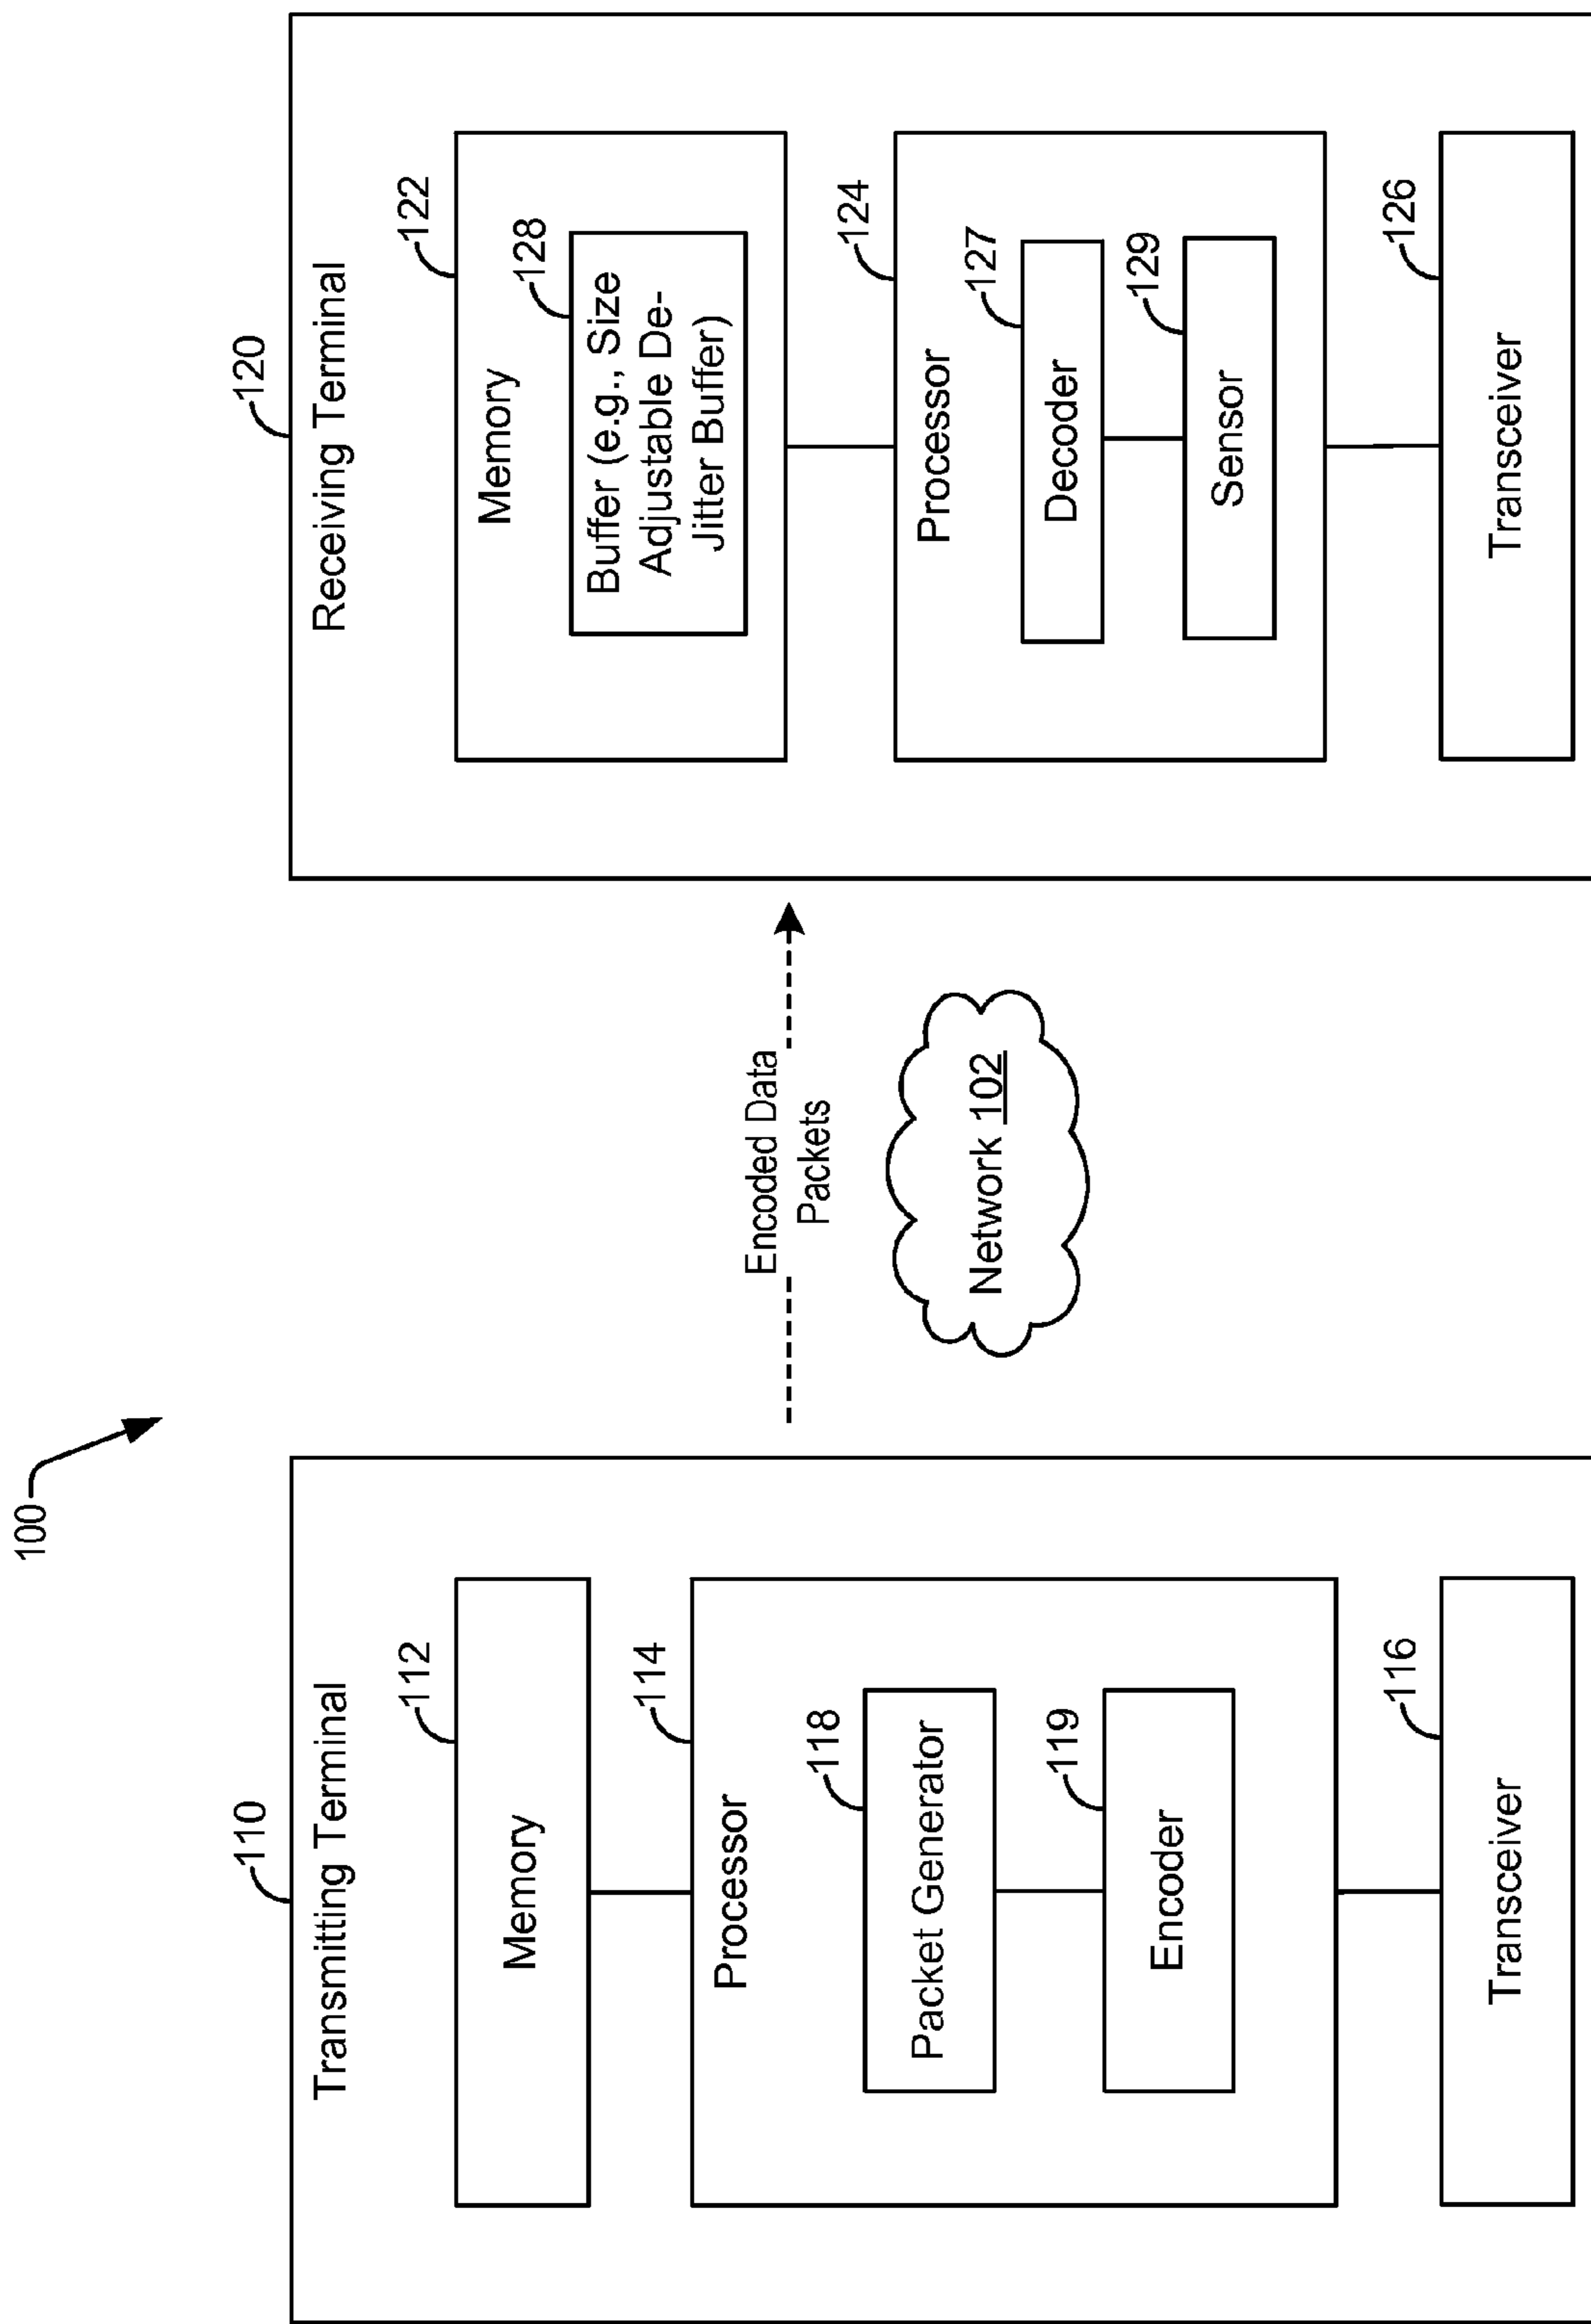 100
110
Transmitting Terminal
112
Memory
114
Processor
118
Packet Generator
119
Encoder
116
Transceiver
Encoded Data
Packets
Network 102
120
Receiving Terminal
122
Memory
128
Buffer (e.g., Size
Adjustable De-
Jitter Buffer)
124
Processor
127
Decoder
129
Sensor
126
Transceiver